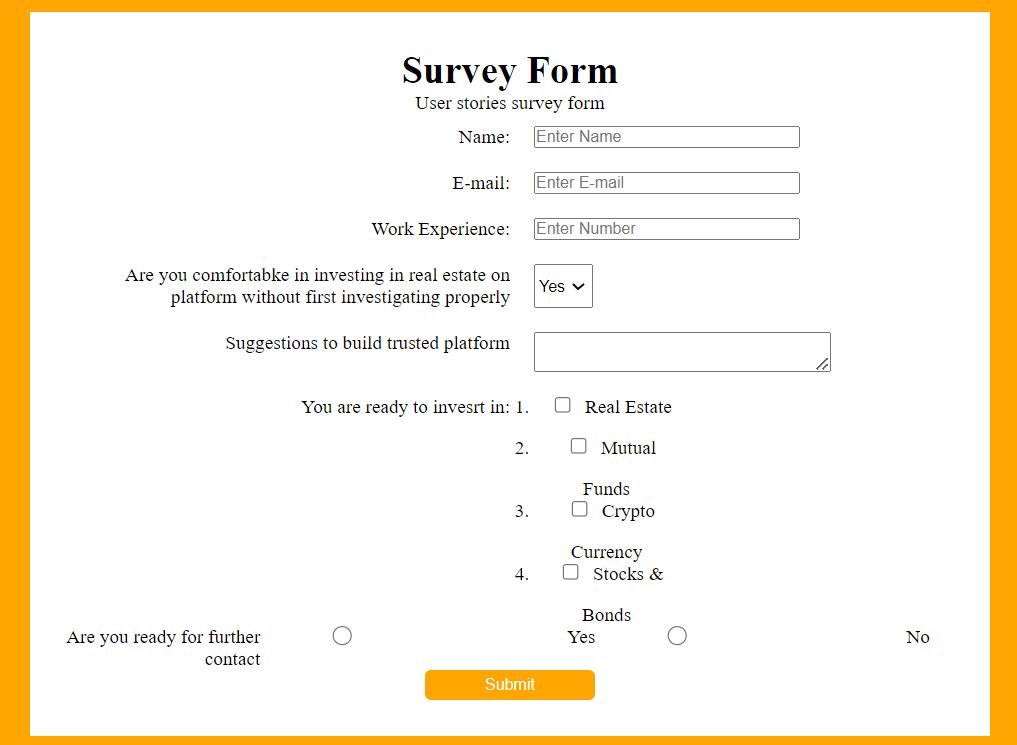 Survey Form
User stories survey form
Name: Enter Name
E-mail: Enter E-mail
Work Experience: Enter Number
Are you comfortabke in investing in real estate on
platform without first investigating properly
Yes
Suggestions to build trusted platform
You are ready to invesrt in: 1. Real Estate
2. Mutual
Funds
3. Crypto
Currency
4. Stocks &
Bonds
Are you ready for further
contact
Yes No
Submit